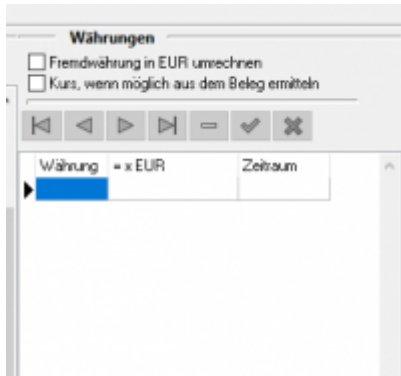 Währungen
Fremdwährung in EUR umrechnen
Kurs, wenn möglich aus dem Beleg ermitteln
Währung = x EUR Zeitraum